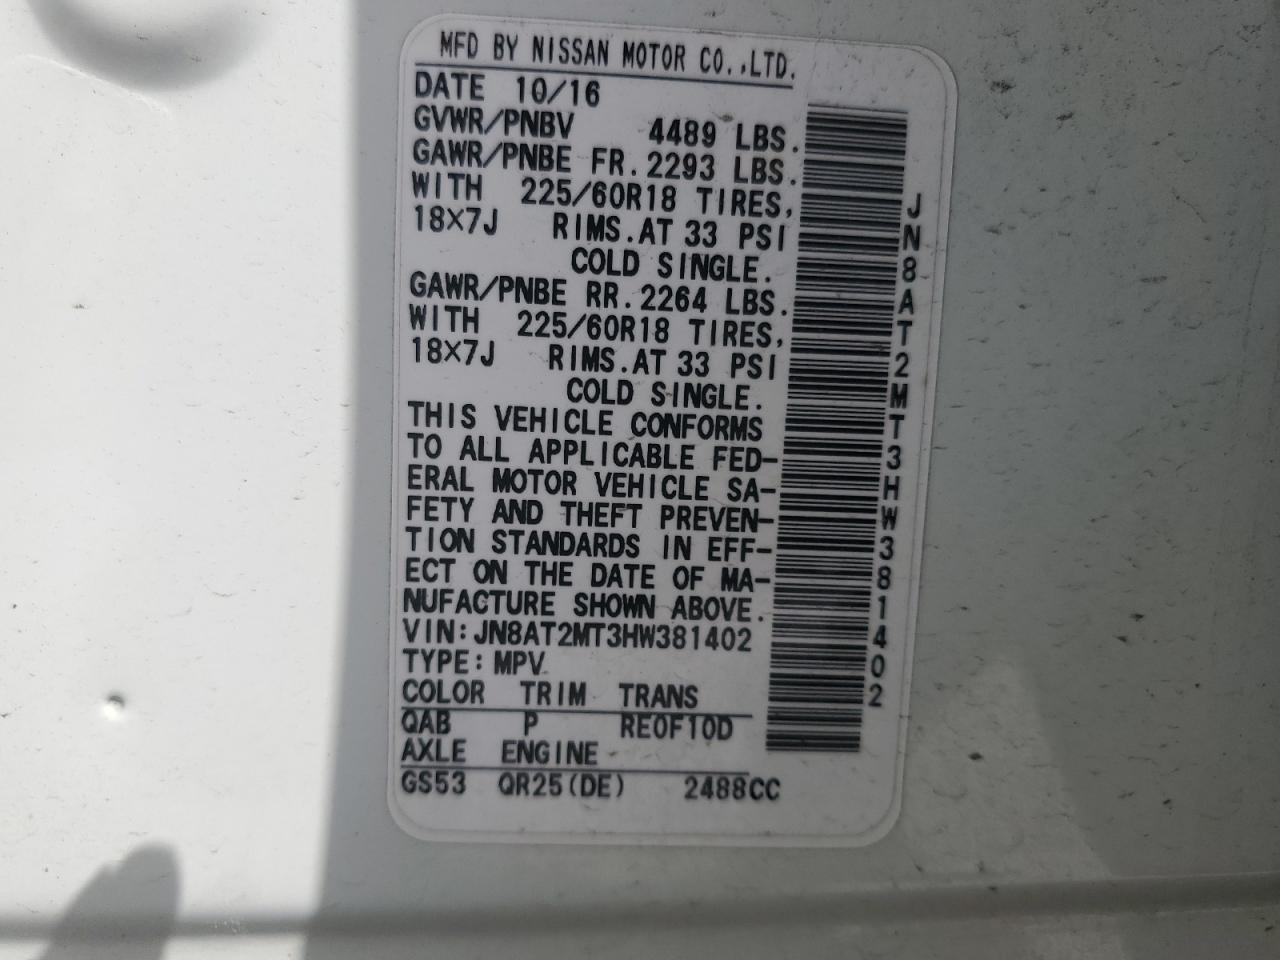 MFD BY NISSAN MOTOR CO.,LTD.
DATE 10/16
GVWR/PNBV 4489 LBS.
GAWR/PNBE FR. 2293 LBS.
WITH 225/60R18 TIRES,
18×7J RIMS. AT 33 PSI
COLD SINGLE.
GAWR/PNBE RR. 2264 LBS.
WITH 225/60R18 TIRES,
18×7J RIMS. AT 33 PSI
COLD SINGLE.
THIS VEHICLE CONFORMS
TO ALL APPLICABLE FED-
ERAL MOTOR VEHICLE SA-
FETY AND THEFT PREVEN-
TION STANDARDS IN EFF-
ECT ON THE DATE OF MA-
NUFACTURE SHOWN ABOVE.
VIN: JN8AT2MT3HW381402
TYPE: MPV
COLOR TRIM TRANS
QAB P RE0F10D
AXLE ENGINE
GS53 QR25(DE) 2488CC
JN8AT2MT3HW381402